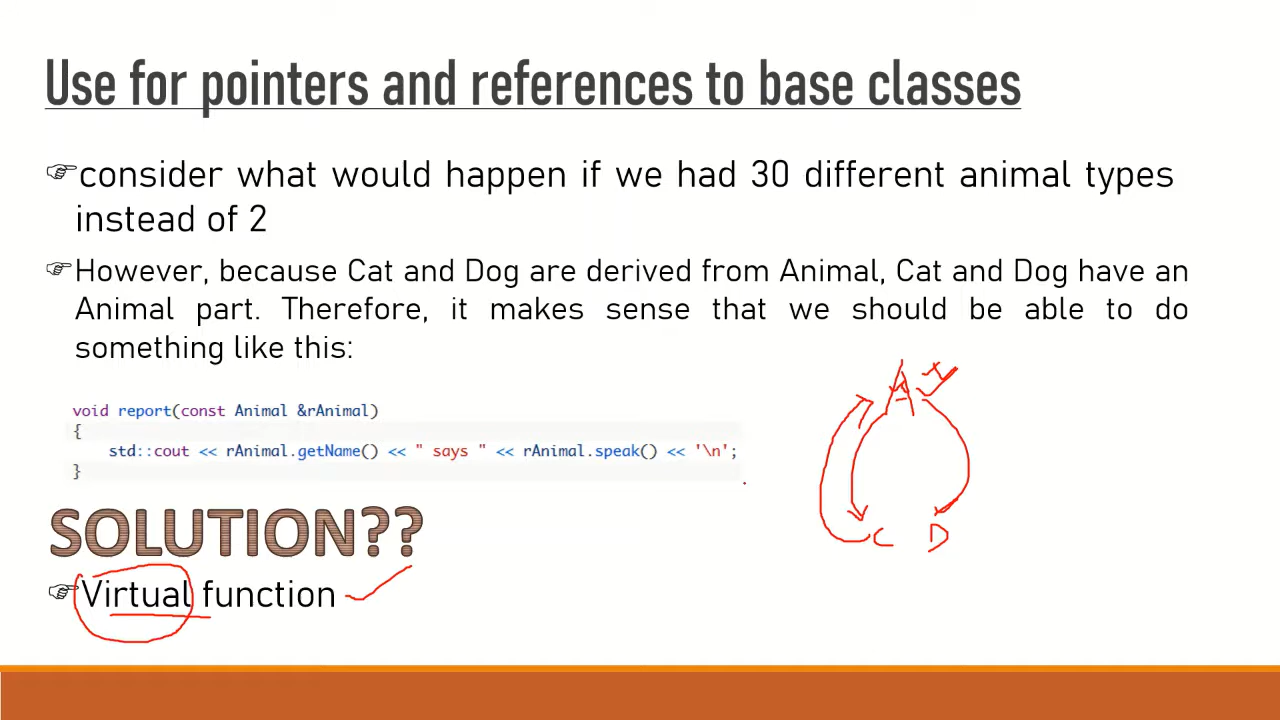 Use for pointers and references to base classes
☞consider what would happen if we had 30 different animal types
instead of 2
☞However, because Cat and Dog are derived from Animal, Cat and Dog have an
Animal part. Therefore, it makes sense that we should be able to do
something like this:
void report(const Animal &rAnimal)
{
    std::cout << rAnimal.getName() << " says " << rAnimal.speak() << '\n';
}
SOLUTION??
☞Virtual function
A
C D